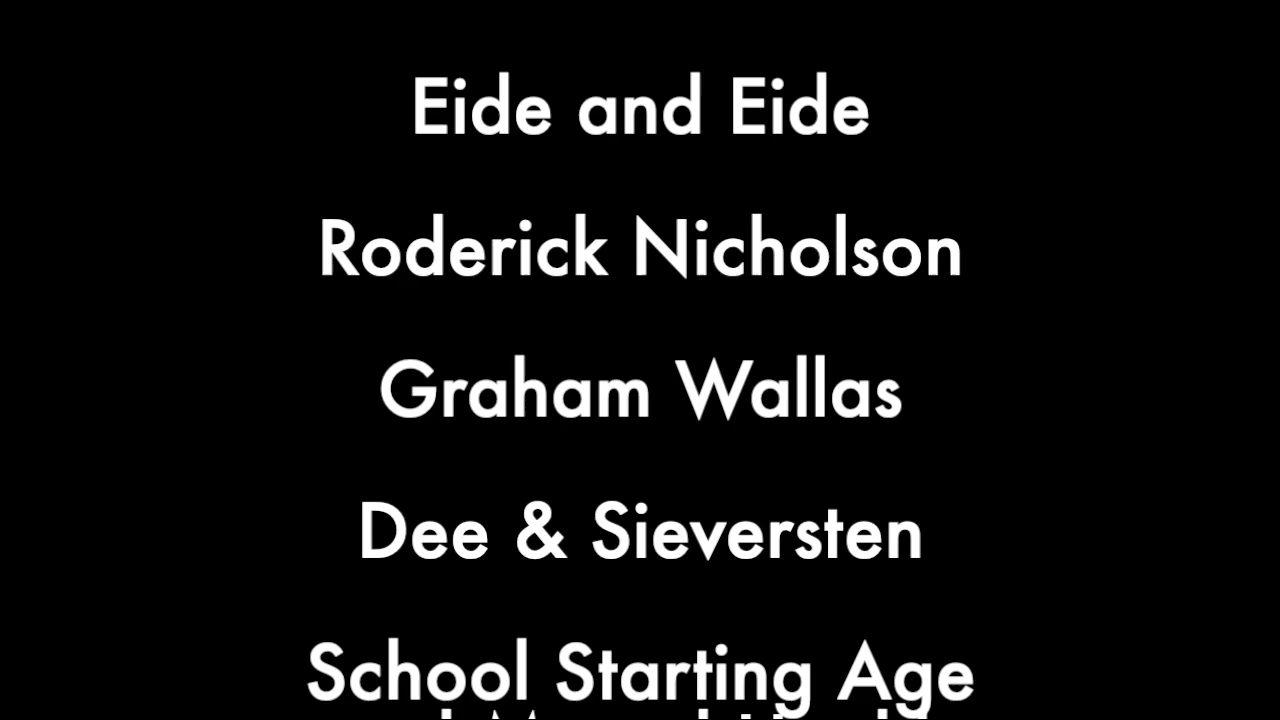 Eide and Eide
Roderick Nicholson
Graham Wallas
Dee & Sieversten
School Starting Age